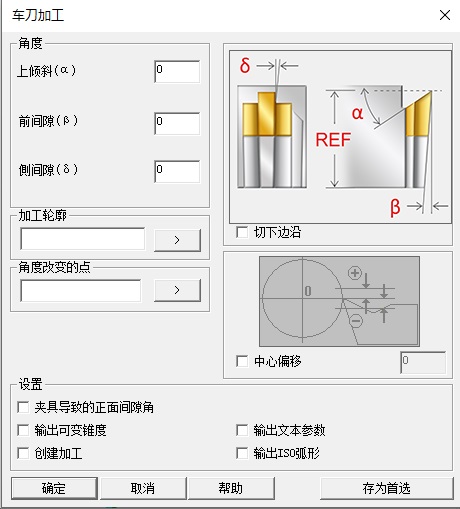 车刀加工
角度
上倾斜(α)
0
前间隙(β)
0
侧间隙(δ)
0
加工轮廓
>
角度改变的点
>
δ
α
REF
β
切下边沿
0
中心偏移
0
设置
夹具导致的正面间隙角
输出可变锥度
输出文本参数
创建加工
输出ISO弧形
确定
取消
帮助
存为首选